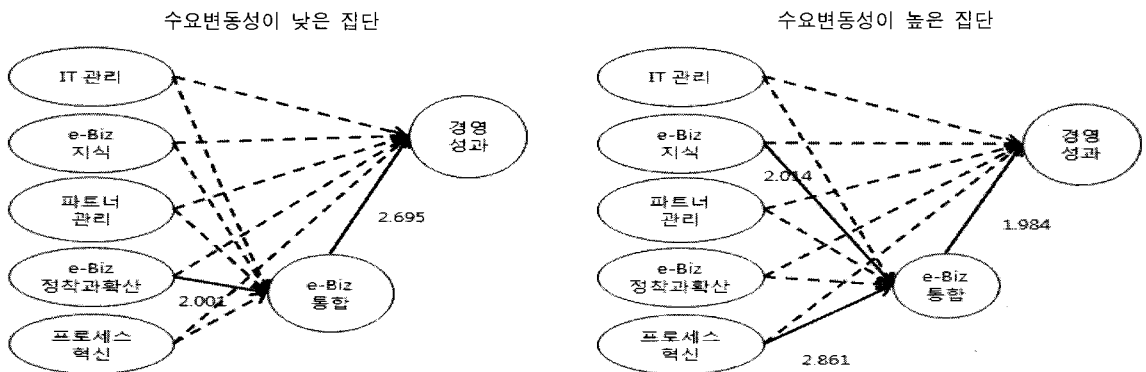 수요변동성이 낮은 집단
IT 관리
e-Biz
지식
파트너
관리
e-Biz
정착과확산
프로세스
혁신
경영
성과
2.695
e-Biz
통합
2.001
수요변동성이 높은 집단
IT 관리
e-Biz
지식
2.014
파트너
관리
e-Biz
정착과확산
프로세스
혁신
경영
성과
1.984
e-Biz
통합
2.861